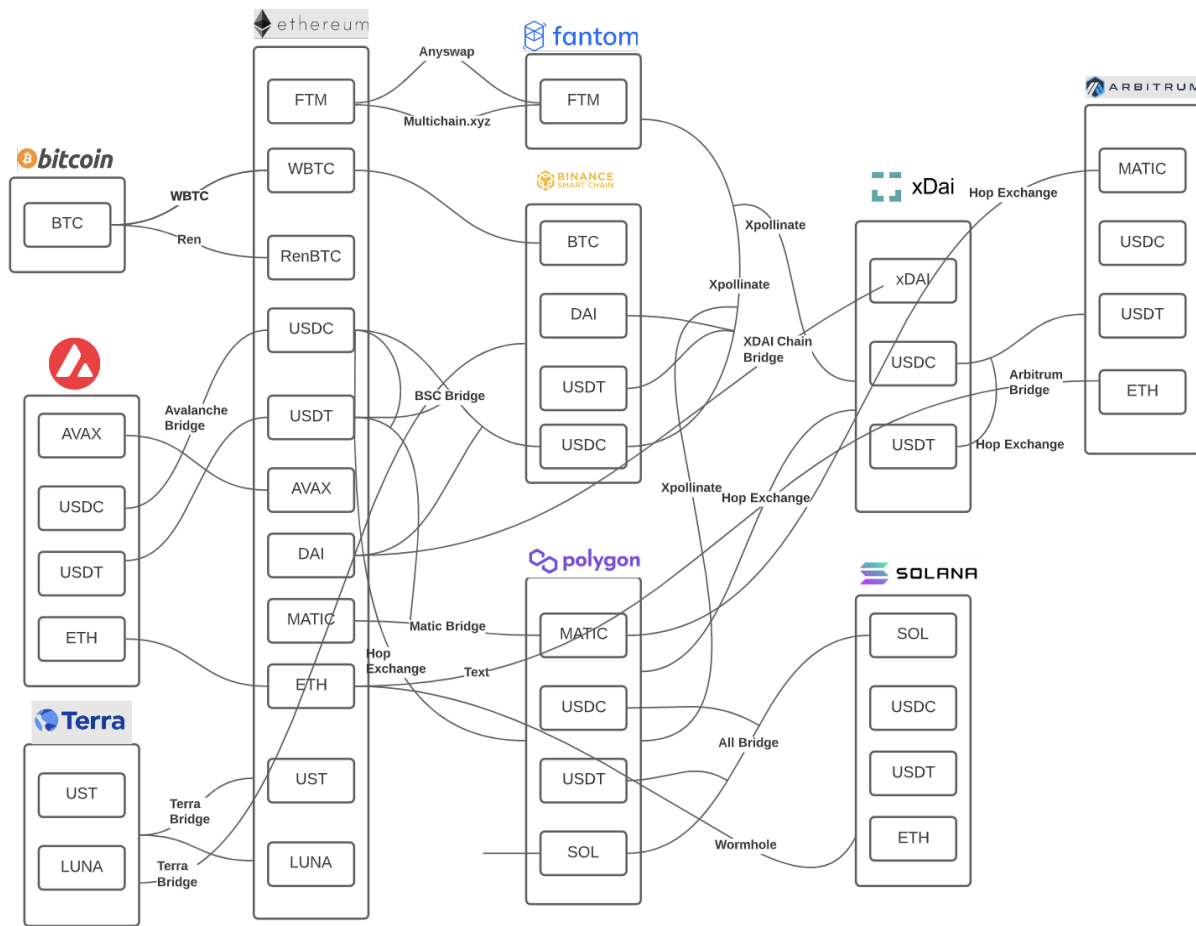 ethereum
FTM
WBTC
RenBTC
USDC
USDT
AVAX
DAI
MATIC
ETH
UST
LUNA
fantom
FTM
Anyswap
Multichain.xyz
bitcoin
BTC
WBTC
Ren
BINANCE
SMART CHAIN
BTC
DAI
USDT
USDC
xDai
xDAI
USDC
USDT
ARBITRUM
MATIC
USDC
USDT
ETH
Hop Exchange
Xpollinate
Xpollinate
XDAI Chain
Bridge
Arbitrum
Bridge
Hop Exchange
Avalanche
Bridge
BSC Bridge
AVAX
USDC
USDT
ETH
Xpollinate
Hop Exchange
polygon
MATIC
USDC
USDT
SOL
Matic Bridge
Hop
Exchange
Text
SOLANA
SOL
USDC
USDT
ETH
All Bridge
Wormhole
Terra
UST
LUNA
Terra
Bridge
Terra
Bridge